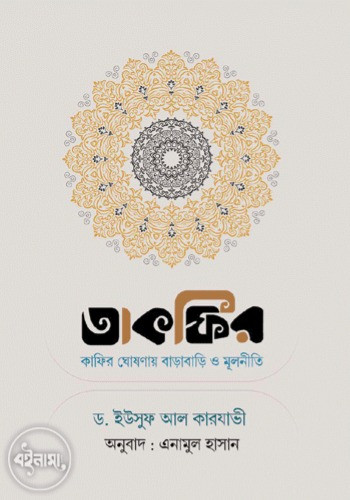 তাকফির
কাফির ঘোষণায় বাড়াবাড়ি ও মূলনীতি
ড. ইউসুফ আল কারযাভী
অনুবাদ : এনামুল হাসান
বইনামা